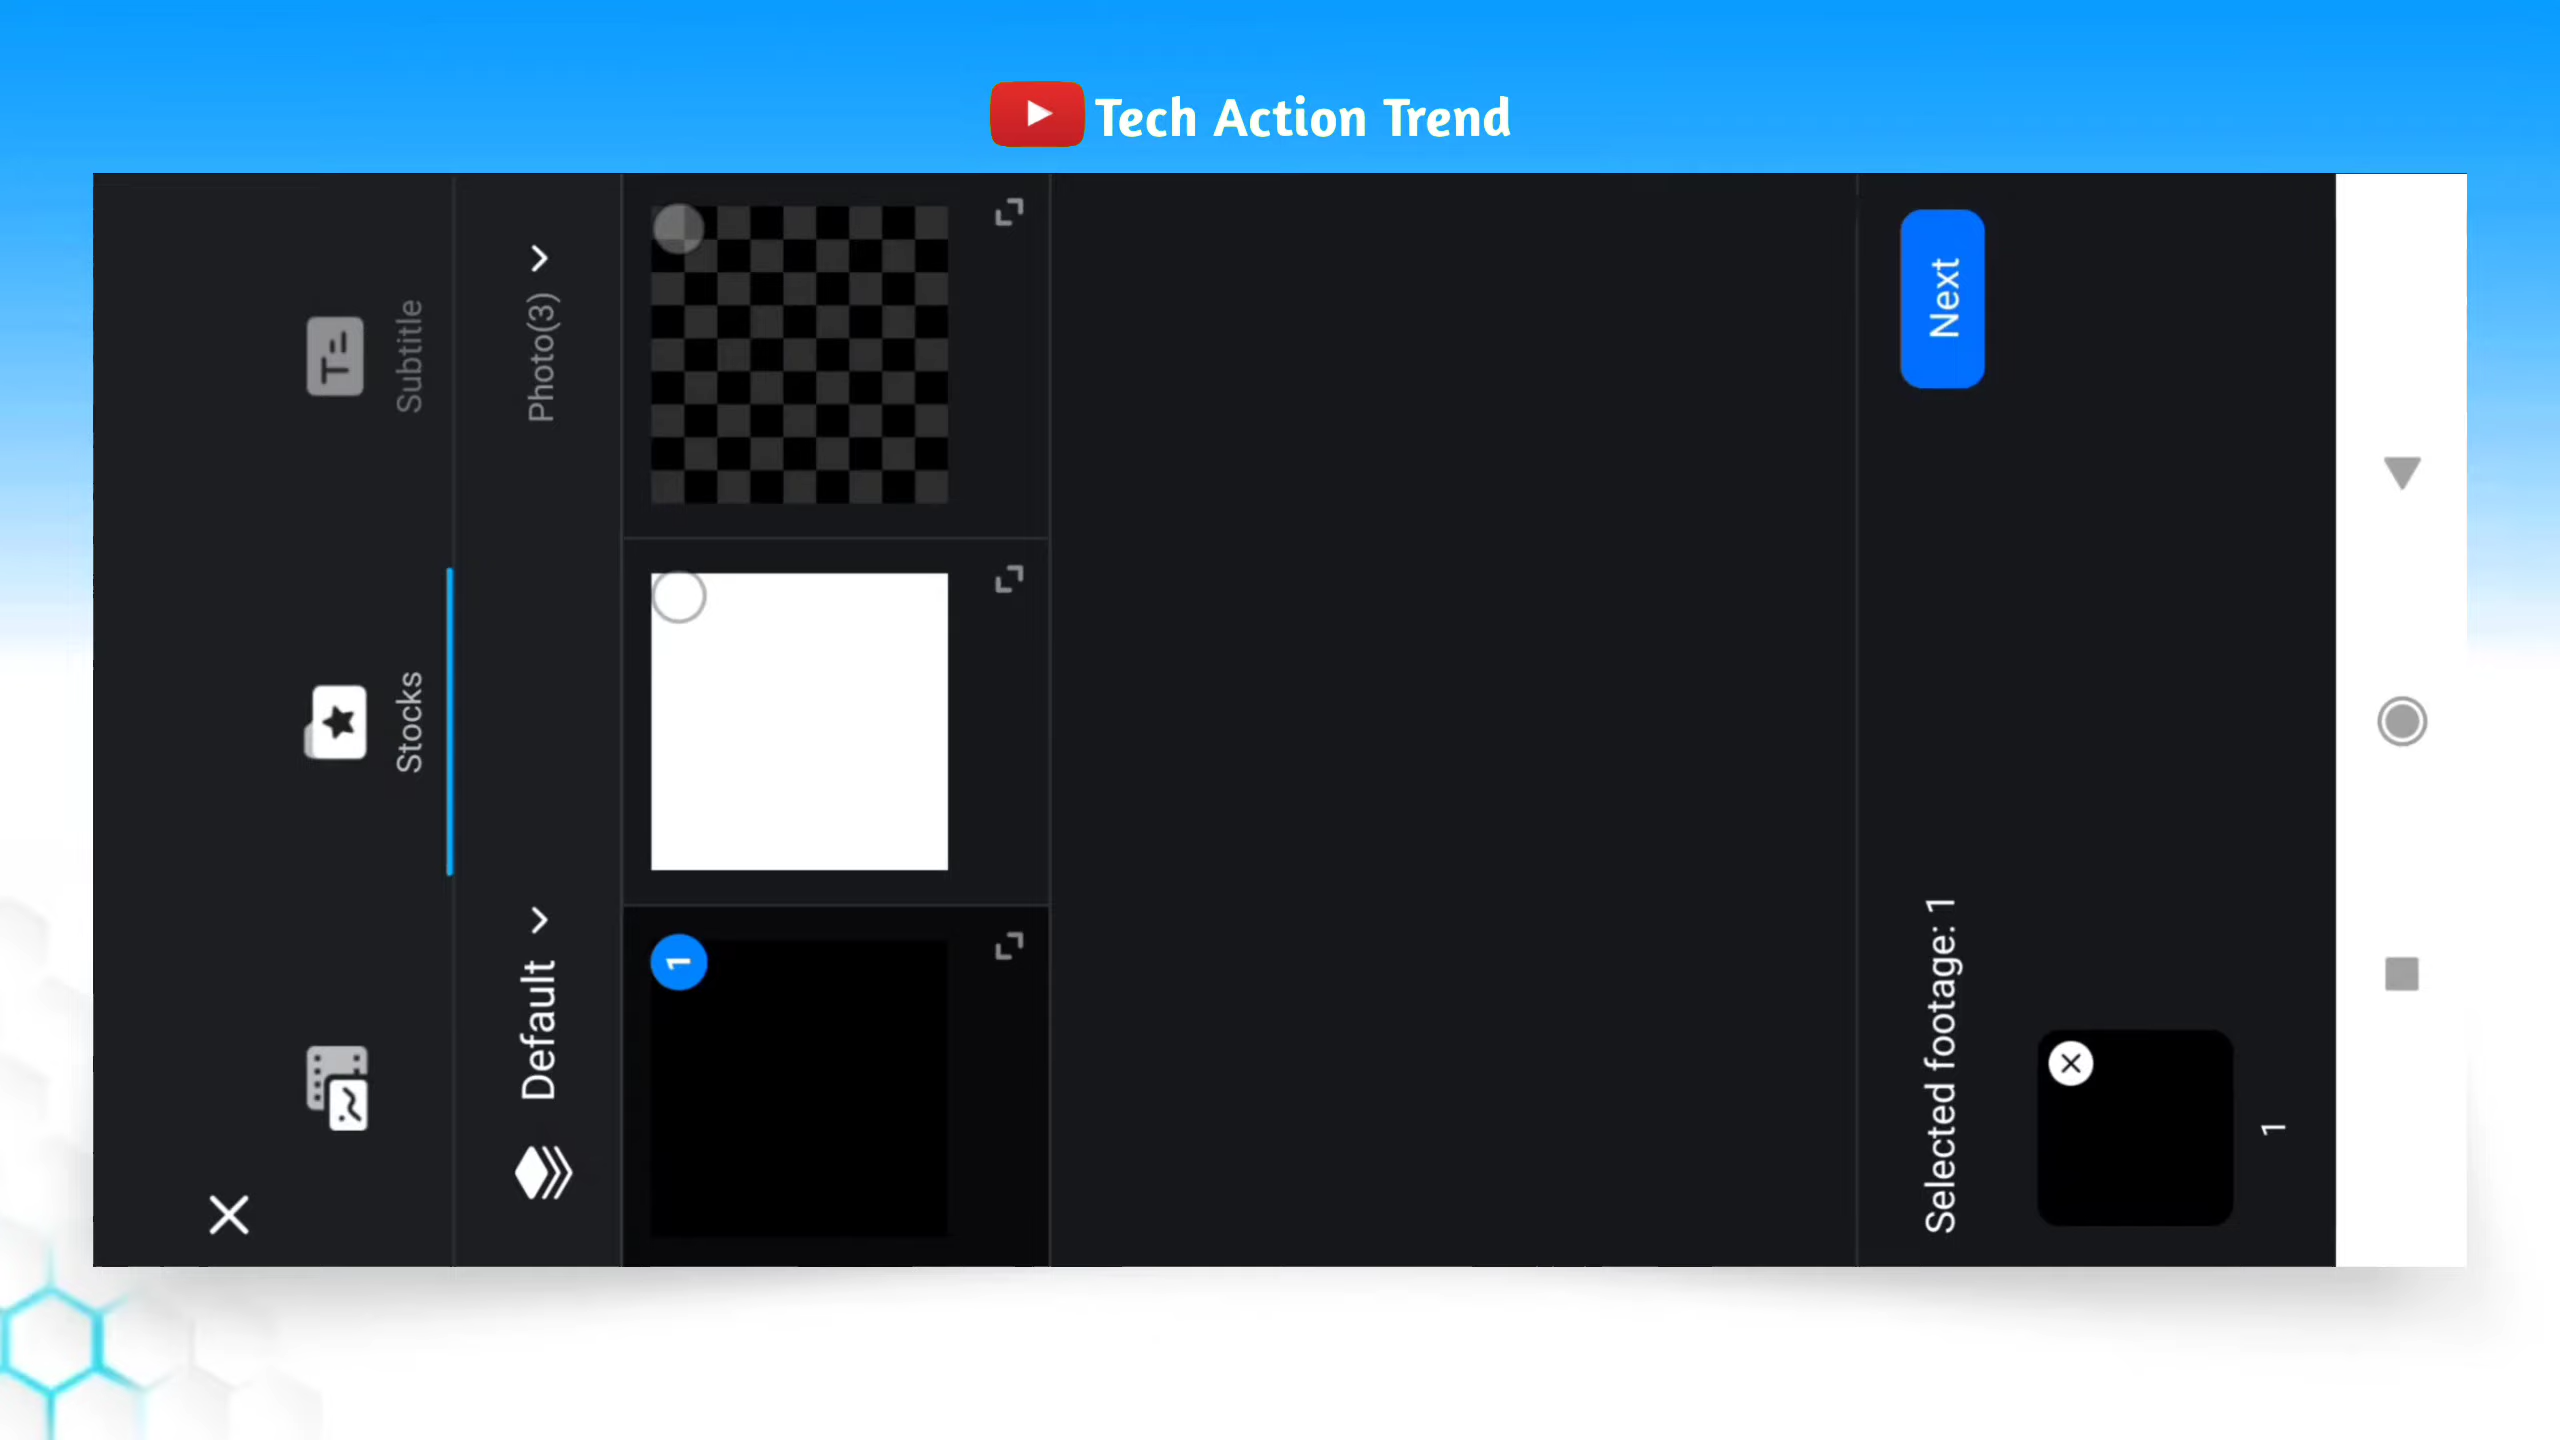 Tech Action Trend
Stocks
Subtitle
Default
Photo(3)
1
Selected footage: 1
Next
1